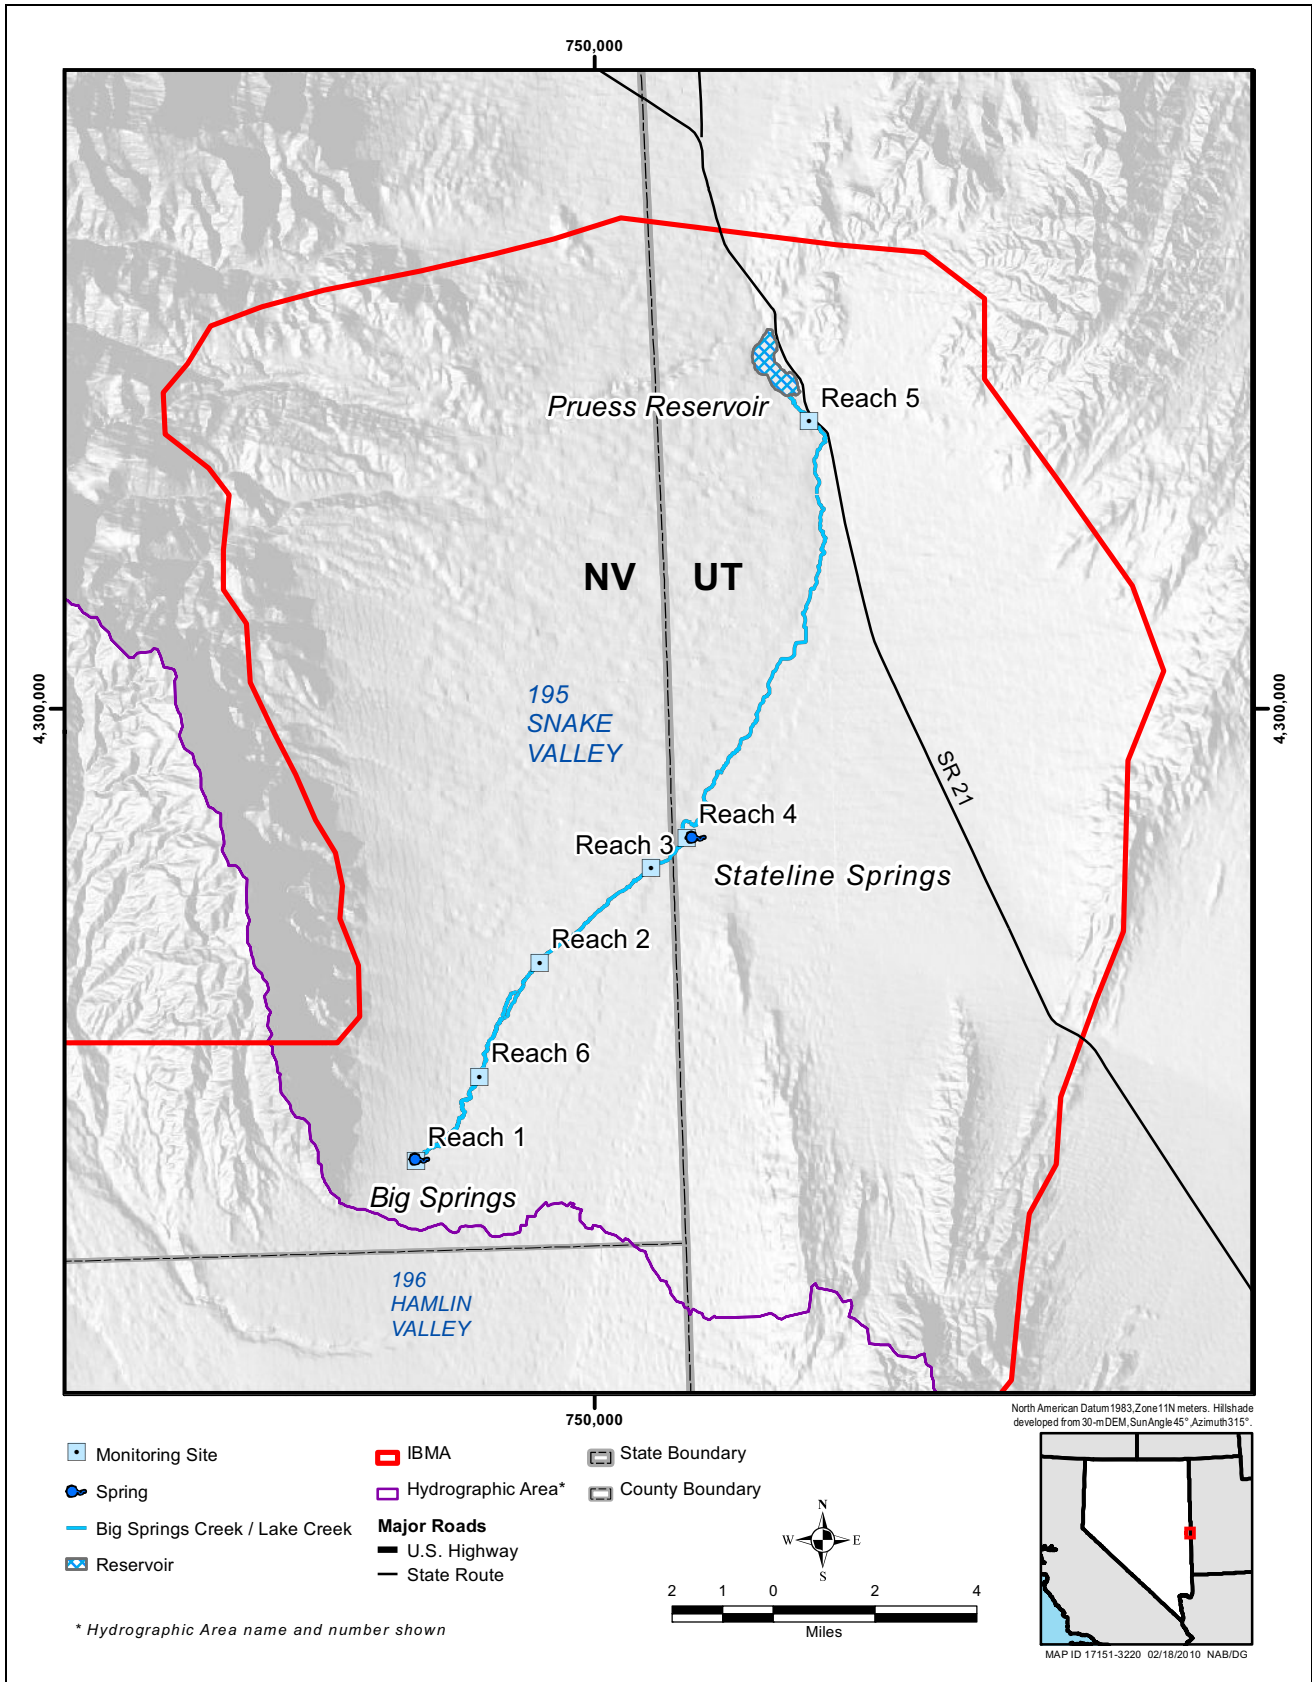 750,000
Reach 5
Pruess Reservoir
NV
UT
195
SNAKE
VALLEY
4,300,000
4,300,000
SR 21
Reach 4
Reach 3
Stateline Springs
Reach 2
Reach 6
Reach 1
Big Springs
196
HAMLIN
VALLEY
750,000
North American Datum 1983, Zone 11N meters. Hillshade
developed from 30-m DEM, Sun Angle 45°, Azimuth 315°.
Monitoring Site
Spring
Big Springs Creek / Lake Creek
Reservoir
IBMA
Hydrographic Area*
Major Roads
U.S. Highway
State Route
State Boundary
County Boundary
N
W
E
S
2 1 0 2 4
Miles
* Hydrographic Area name and number shown
MAP ID 17151-3220 02/18/2010 NAB/DG